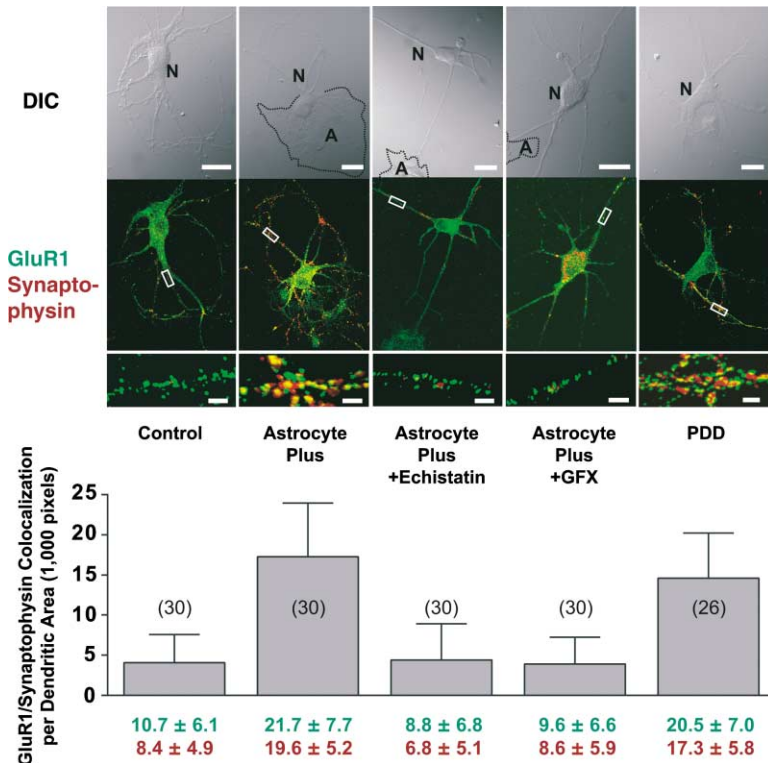 DIC
N
N
A
N
A
N
A
N
GluR1
Synapto-
physin
Control
Astrocyte
Plus
Astrocyte
Plus
+Echistatin
Astrocyte
Plus
+GFX
PDD
GluR1/Synaptophysin Colocalization
per Dendritic Area (1,000 pixels)
25
20
15
10
5
0
(30)
(30)
(30)
(30)
(26)
10.7 ± 6.1 21.7 ± 7.7 8.8 ± 6.8 9.6 ± 6.6 20.5 ± 7.0
8.4 ± 4.9 19.6 ± 5.2 6.8 ± 5.1 8.6 ± 5.9 17.3 ± 5.8